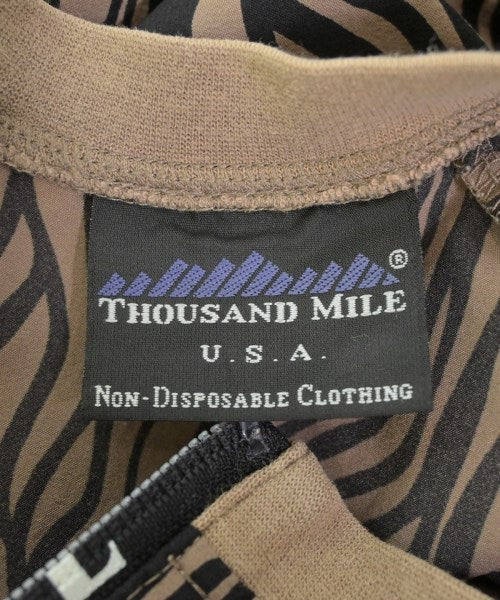 ®
THOUSAND MILE
U.S.A.
NON-DISPOSABLE CLOTHING